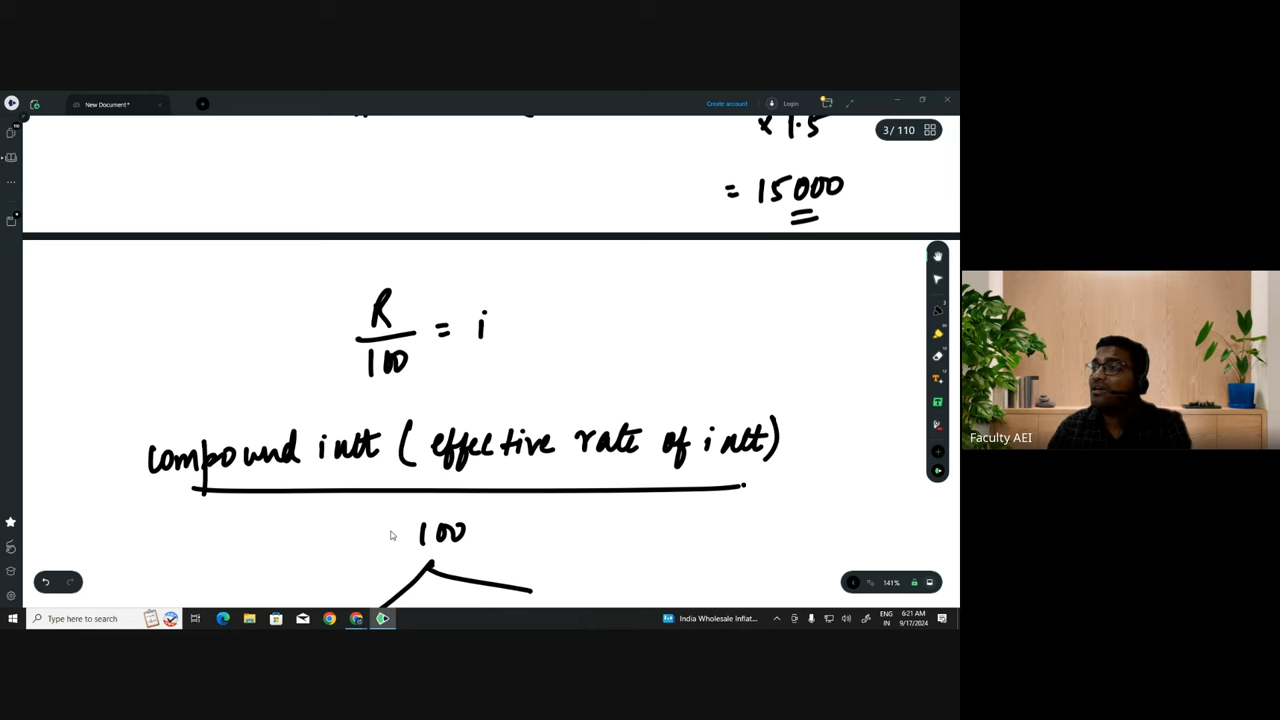 New Document*
Create account
Login
× 1.5
3 / 110
= 15000
R
100
= i
compound intt ( effective rate of intt)
100
Faculty AEI
141%
Type here to search
India Wholesale Inflat...
ENG
IN
6:21 AM
9/17/2024